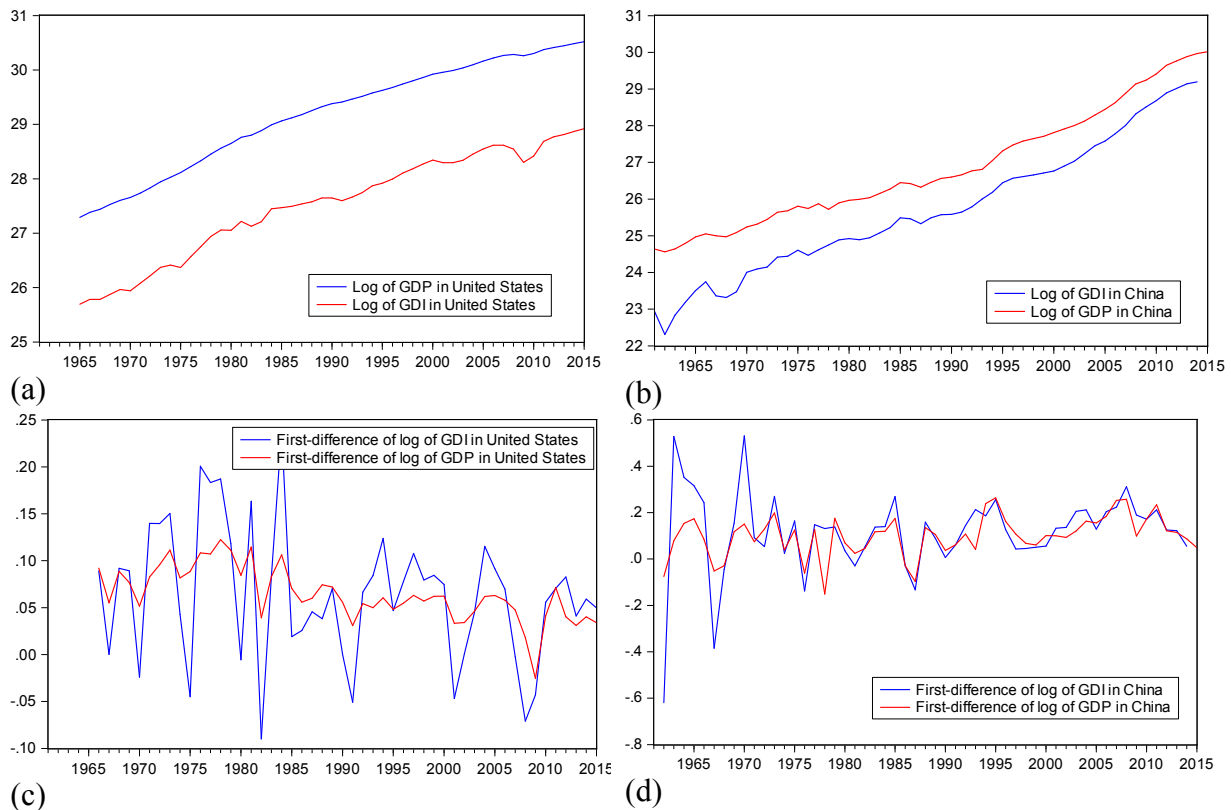 31
30
29
28
27
26
25
Log of GDP in United States
Log of GDI in United States
1965 1970 1975 1980 1985 1990 1995 2000 2005 2010 2015
(a)
31
30
29
28
27
26
25
24
23
22
Log of GDI in China
Log of GDP in China
1965 1970 1975 1980 1985 1990 1995 2000 2005 2010 2015
(b)
.25
.20
.15
.10
.05
.00
-.05
-.10
First-difference of log of GDI in United States
First-difference of log of GDP in United States
1965 1970 1975 1980 1985 1990 1995 2000 2005 2010 2015
(c)
.6
.4
.2
.0
-.2
-.4
-.6
-.8
First-difference of log of GDI in China
First-difference of log of GDP in China
1965 1970 1975 1980 1985 1990 1995 2000 2005 2010 2015
(d)